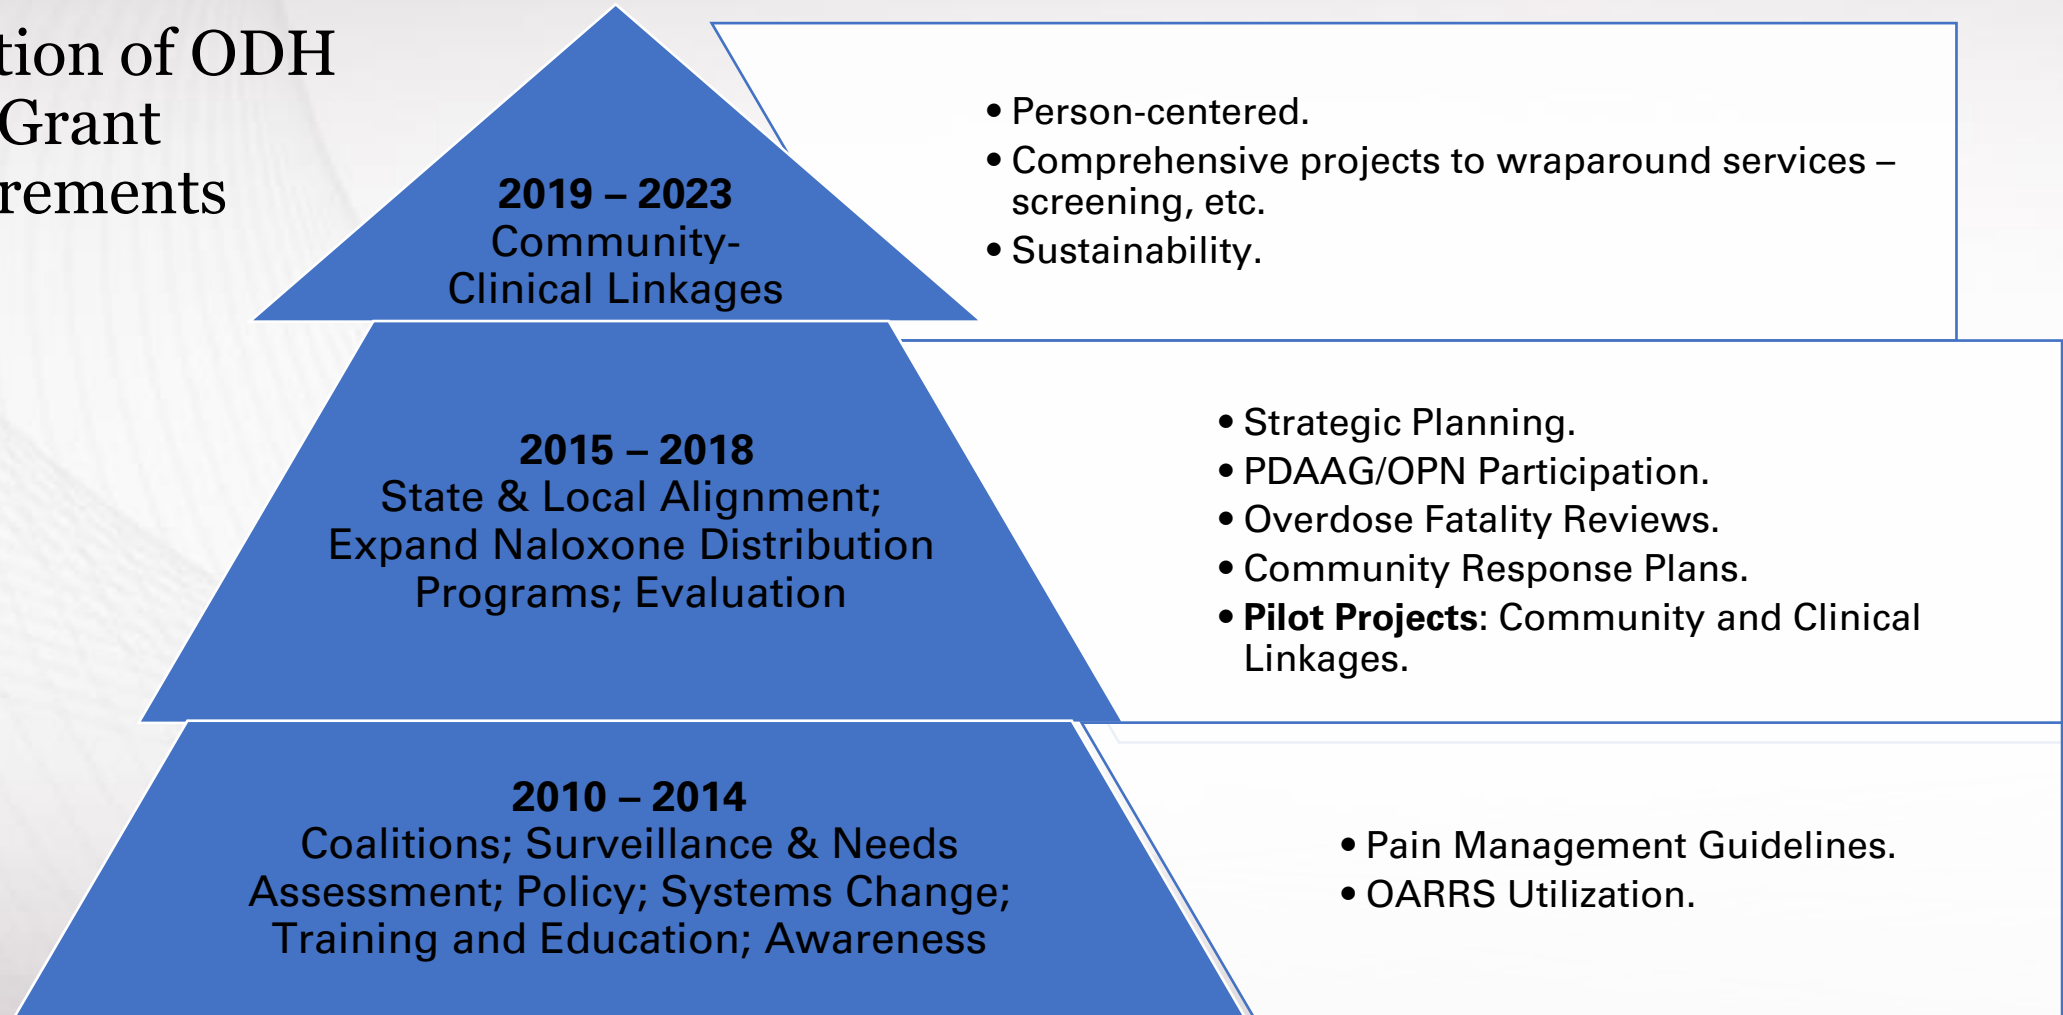 tion of ODH
Grant
rements
2019 – 2023
Community-
Clinical Linkages
• Person-centered.
• Comprehensive projects to wraparound services –
screening, etc.
• Sustainability.
2015 – 2018
State & Local Alignment;
Expand Naloxone Distribution
Programs; Evaluation
• Strategic Planning.
• PDAAG/OPN Participation.
• Overdose Fatality Reviews.
• Community Response Plans.
• Pilot Projects: Community and Clinical
Linkages.
2010 – 2014
Coalitions; Surveillance & Needs
Assessment; Policy; Systems Change;
Training and Education; Awareness
• Pain Management Guidelines.
• OARRS Utilization.